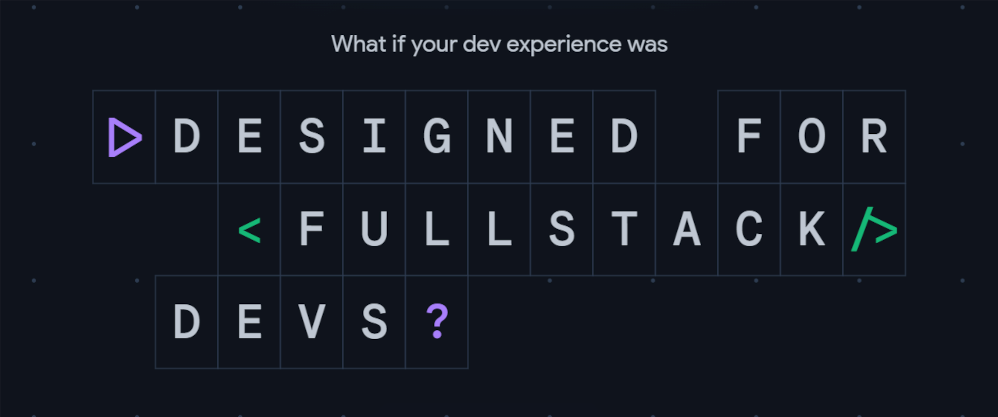 What if your dev experience was
▷DESIGNED FOR
<FULLSTACK/>
DEVS?